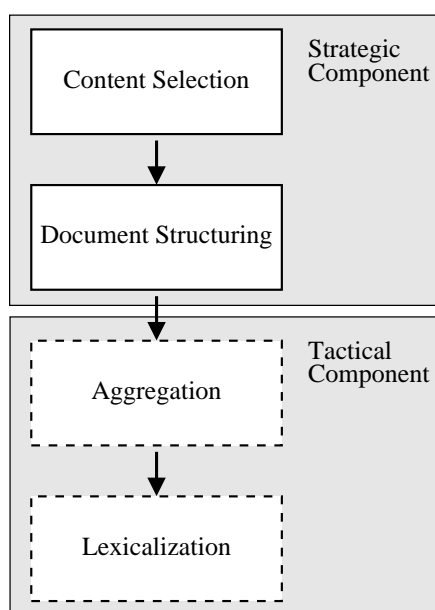 Content Selection
Strategic
Component
Document Structuring
Aggregation
Tactical
Component
Lexicalization